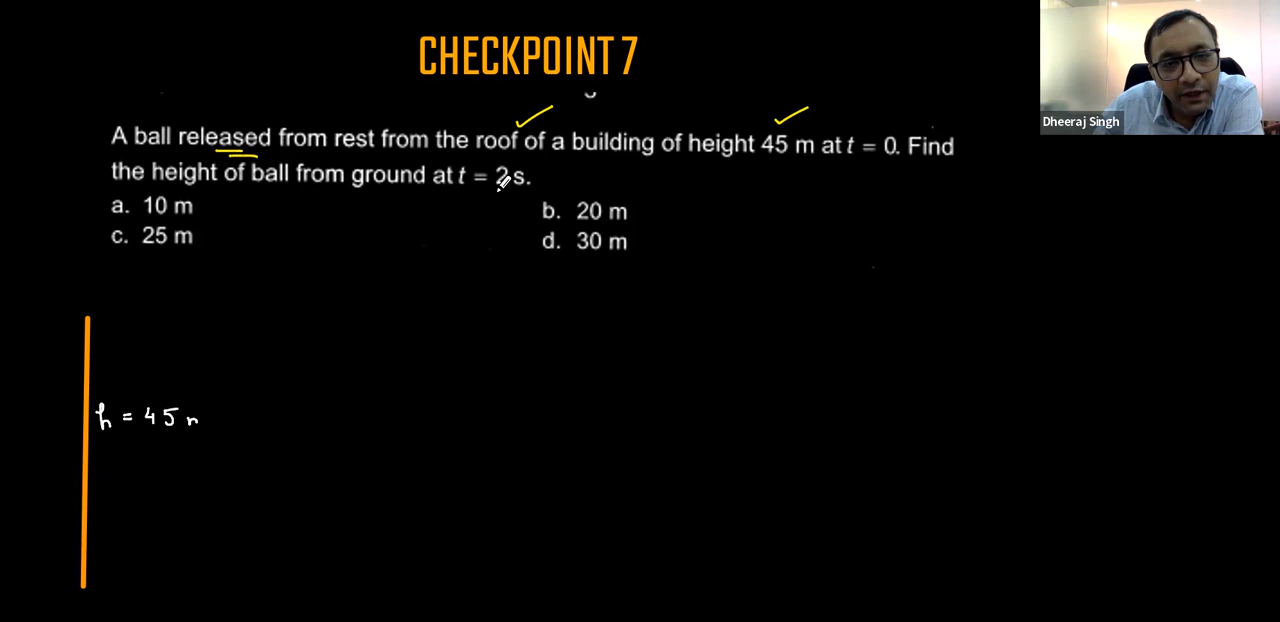 CHECKPOINT 7
Dheeraj Singh
A ball released from rest from the roof of a building of height 45 m at t = 0. Find
the height of ball from ground at t = 2 s.
a. 10 m
b. 20 m
c. 25 m
d. 30 m
h = 45 m